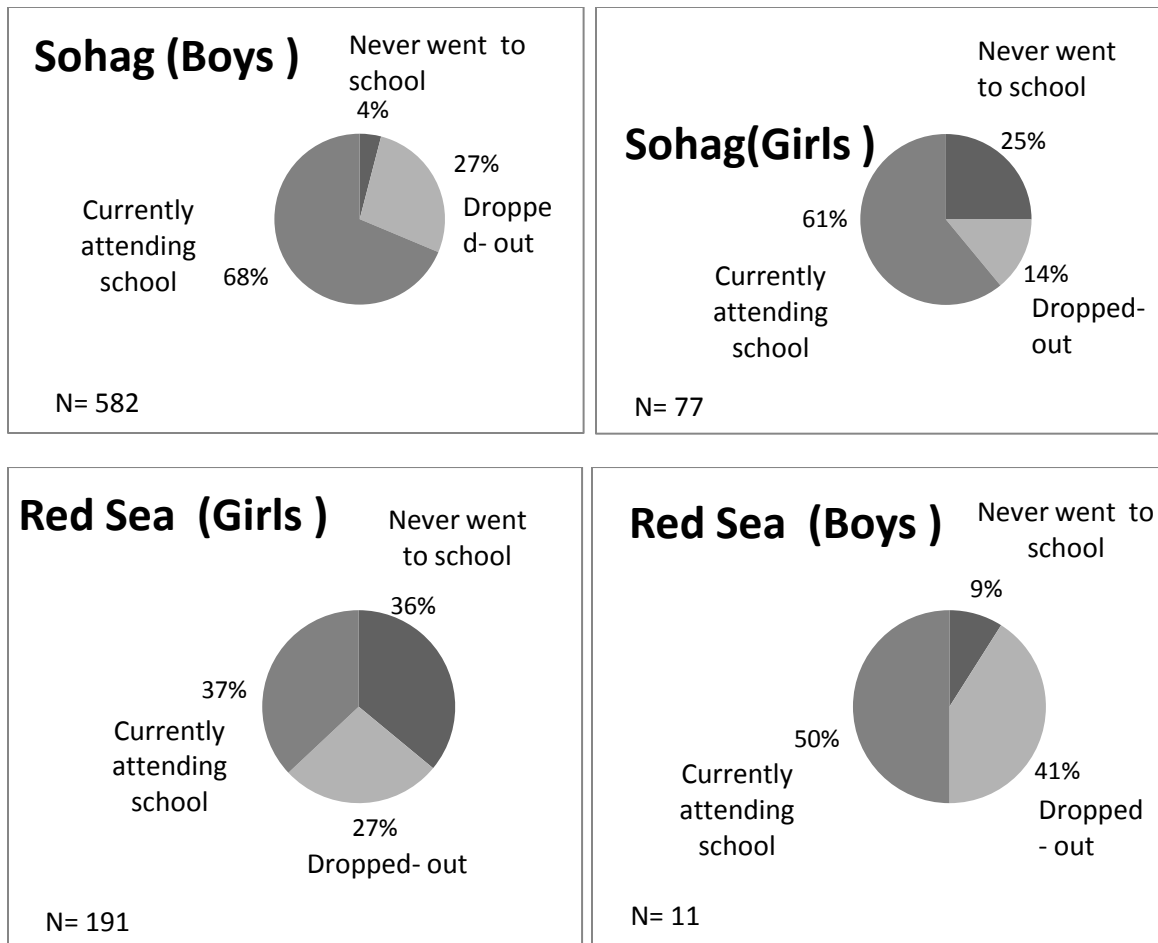 Sohag (Boys )
Never went to
school
4%
27%
Droppe
d- out
Currently
attending
school
68%
N= 582
Sohag(Girls )
Never went
to school
25%
61%
Currently
attending
school
14%
Dropped-
out
N= 77
Red Sea (Girls )
Never went
to school
36%
37%
Currently
attending
school
27%
Dropped- out
N= 191
Red Sea (Boys )
Never went to
school
9%
50%
Currently
attending
school
41%
Dropped
- out
N= 11